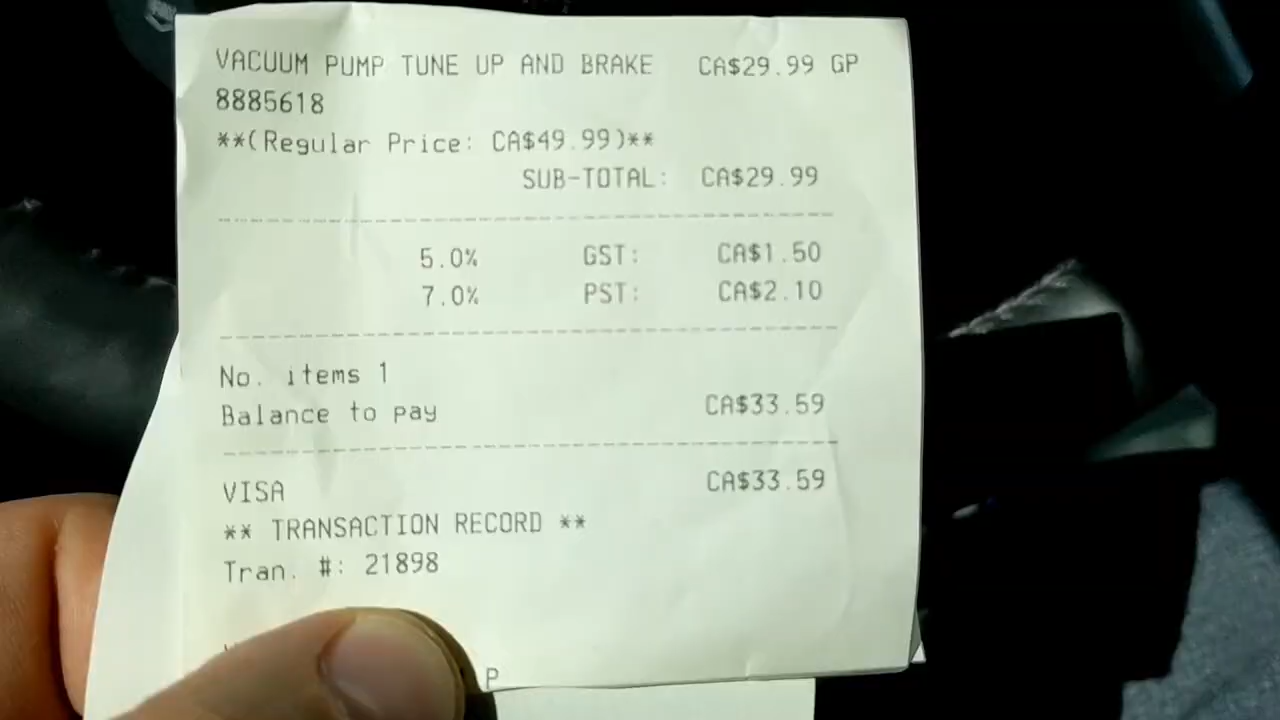 VACUUM PUMP TUNE UP AND BRAKE CA$29.99 GP
8885618
**(Regular Price: CA$49.99)**
SUB-TOTAL: CA$29.99
5.0% GST: CA$1.50
7.0% PST: CA$2.10
No. items 1
Balance to pay CA$33.59
VISA CA$33.59
** TRANSACTION RECORD **
Tran. #: 21898
P